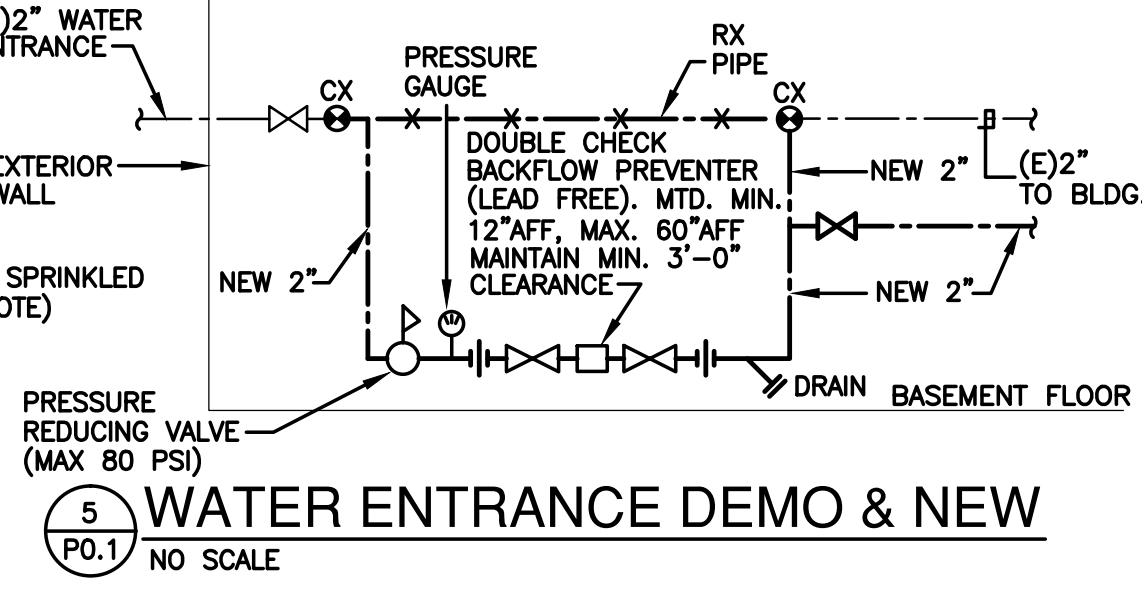 )2" WATER
NTRANCE
EXTERIOR
WALL
SPRINKLED
OTE)
CX
PRESSURE
GAUGE
RX
PIPE
CX
DOUBLE CHECK
BACKFLOW PREVENTER
(LEAD FREE). MTD. MIN.
12"AFF, MAX. 60"AFF
MAINTAIN MIN. 3'-0"
CLEARANCE
NEW 2"
(E)2"
TO BLDG.
NEW 2"
NEW 2"
DRAIN
BASEMENT FLOOR
PRESSURE
REDUCING VALVE
(MAX 80 PSI)
5
P0.1
WATER ENTRANCE DEMO & NEW
NO SCALE